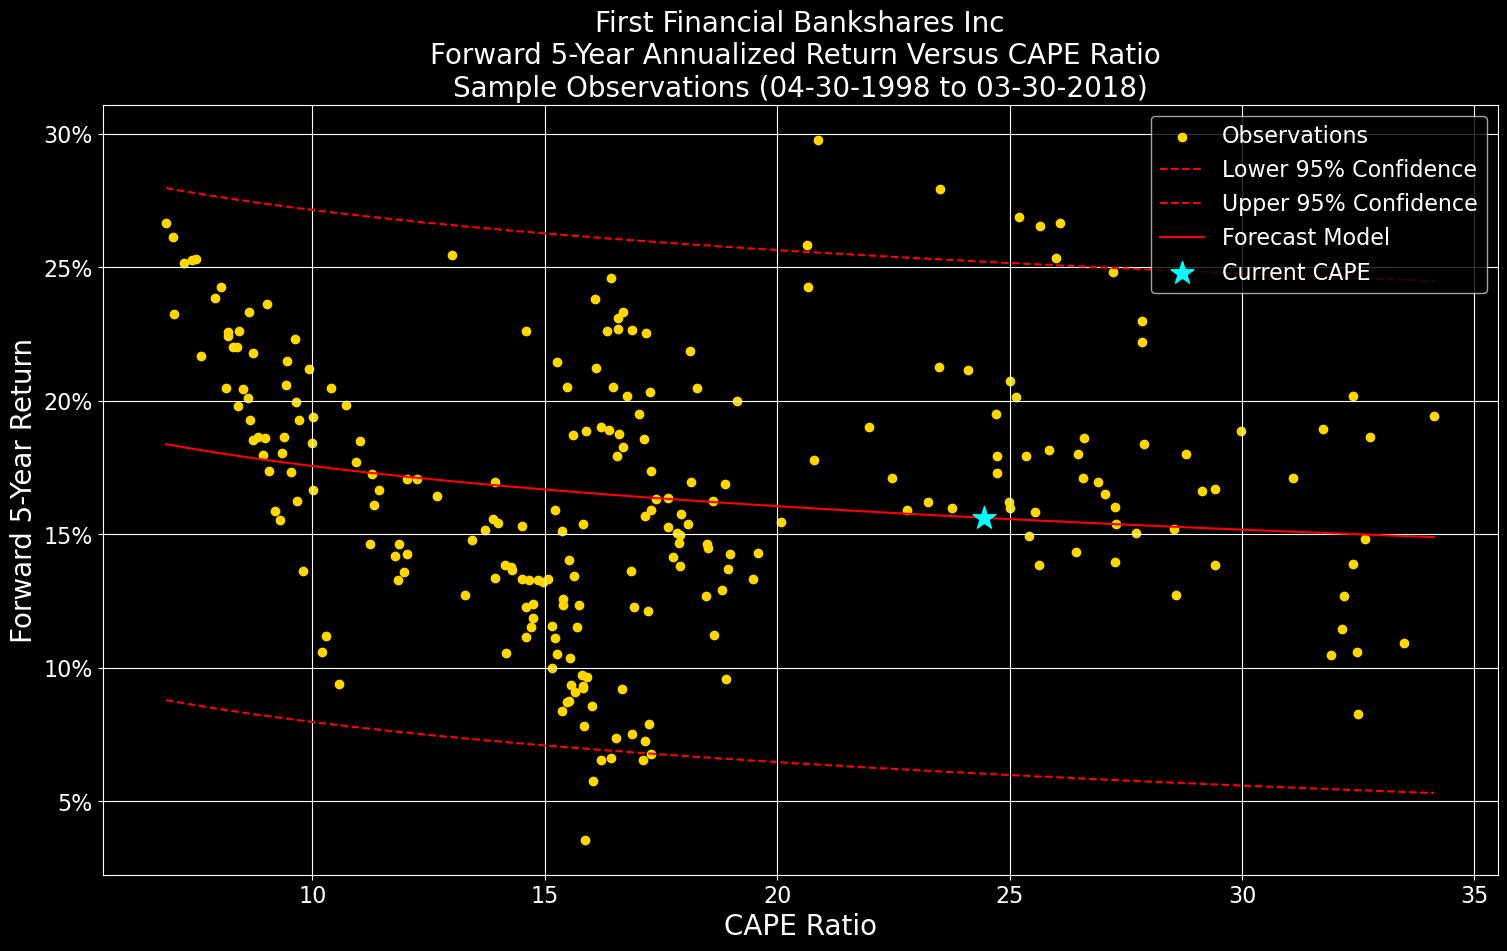 First Financial Bankshares Inc
Forward 5-Year Annualized Return Versus CAPE Ratio
Sample Observations (04-30-1998 to 03-30-2018)
Observations
Lower 95% Confidence
Upper 95% Confidence
Forecast Model
Current CAPE
Forward 5-Year Return
30%
25%
20%
15%
10%
5%
10 15 20 25 30 35
CAPE Ratio